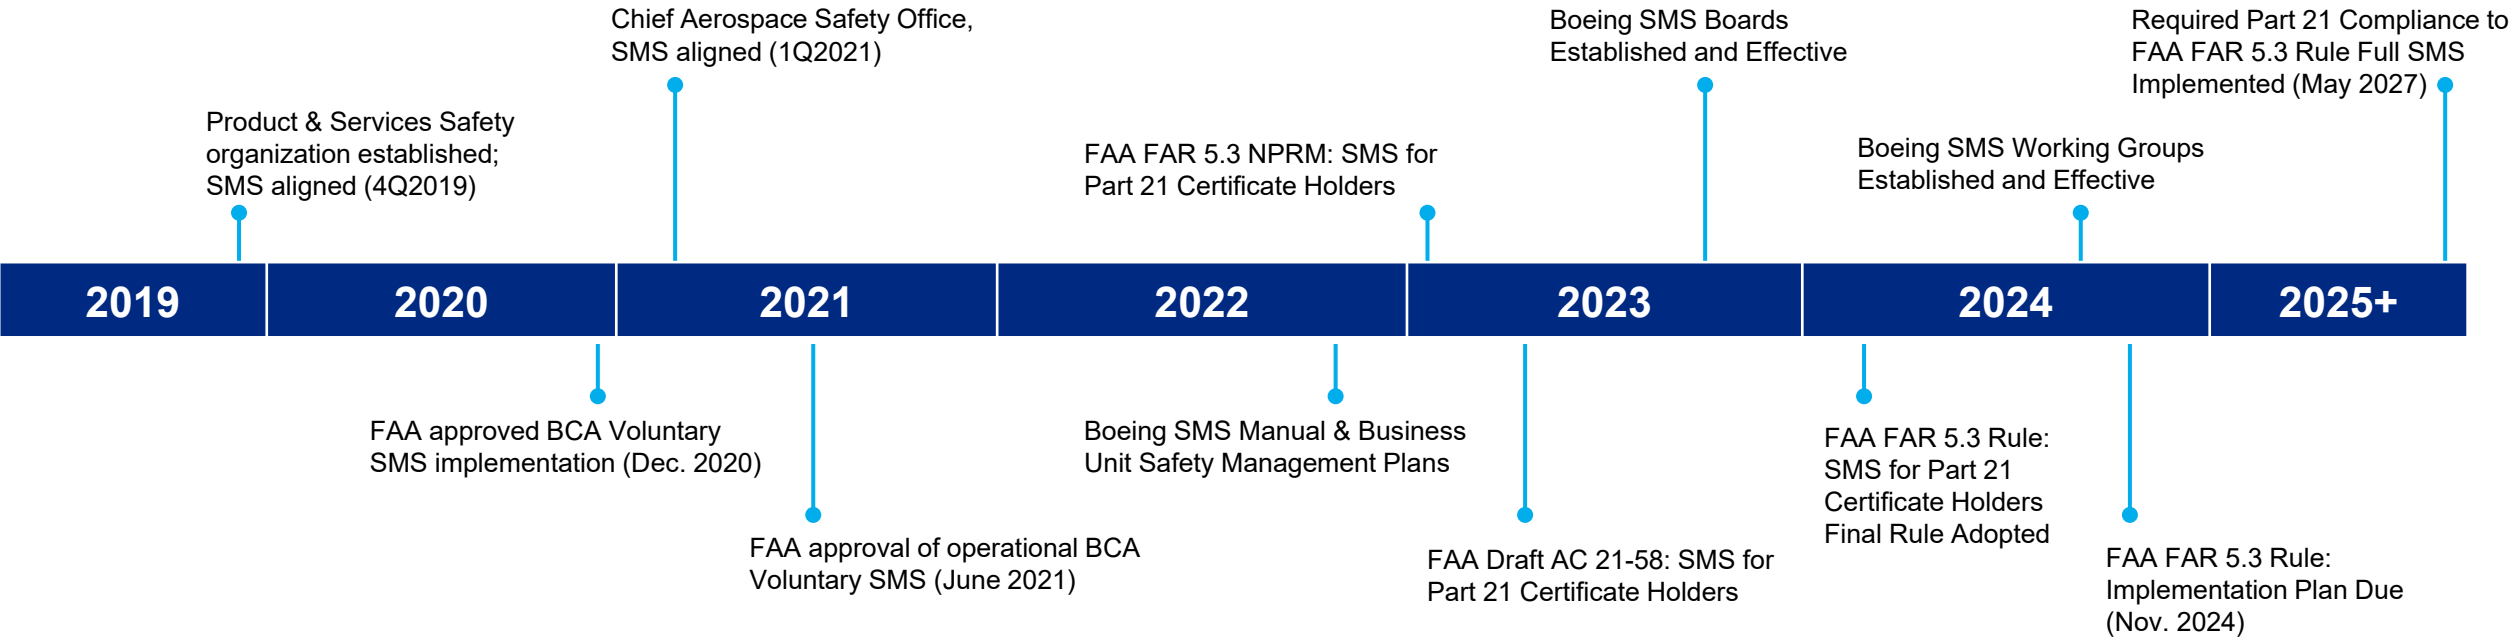 Chief Aerospace Safety Office,
SMS aligned (1Q2021)
Boeing SMS Boards
Established and Effective
Required Part 21 Compliance to
FAA FAR 5.3 Rule Full SMS
Implemented (May 2027)
Product & Services Safety
organization established;
SMS aligned (4Q2019)
FAA FAR 5.3 NPRM: SMS for
Part 21 Certificate Holders
Boeing SMS Working Groups
Established and Effective
2019
2020
2021
2022
2023
2024
2025+
FAA approved BCA Voluntary
SMS implementation (Dec. 2020)
Boeing SMS Manual & Business
Unit Safety Management Plans
FAA FAR 5.3 Rule:
SMS for Part 21
Certificate Holders
Final Rule Adopted
FAA approval of operational BCA
Voluntary SMS (June 2021)
FAA Draft AC 21-58: SMS for
Part 21 Certificate Holders
FAA FAR 5.3 Rule:
Implementation Plan Due
(Nov. 2024)